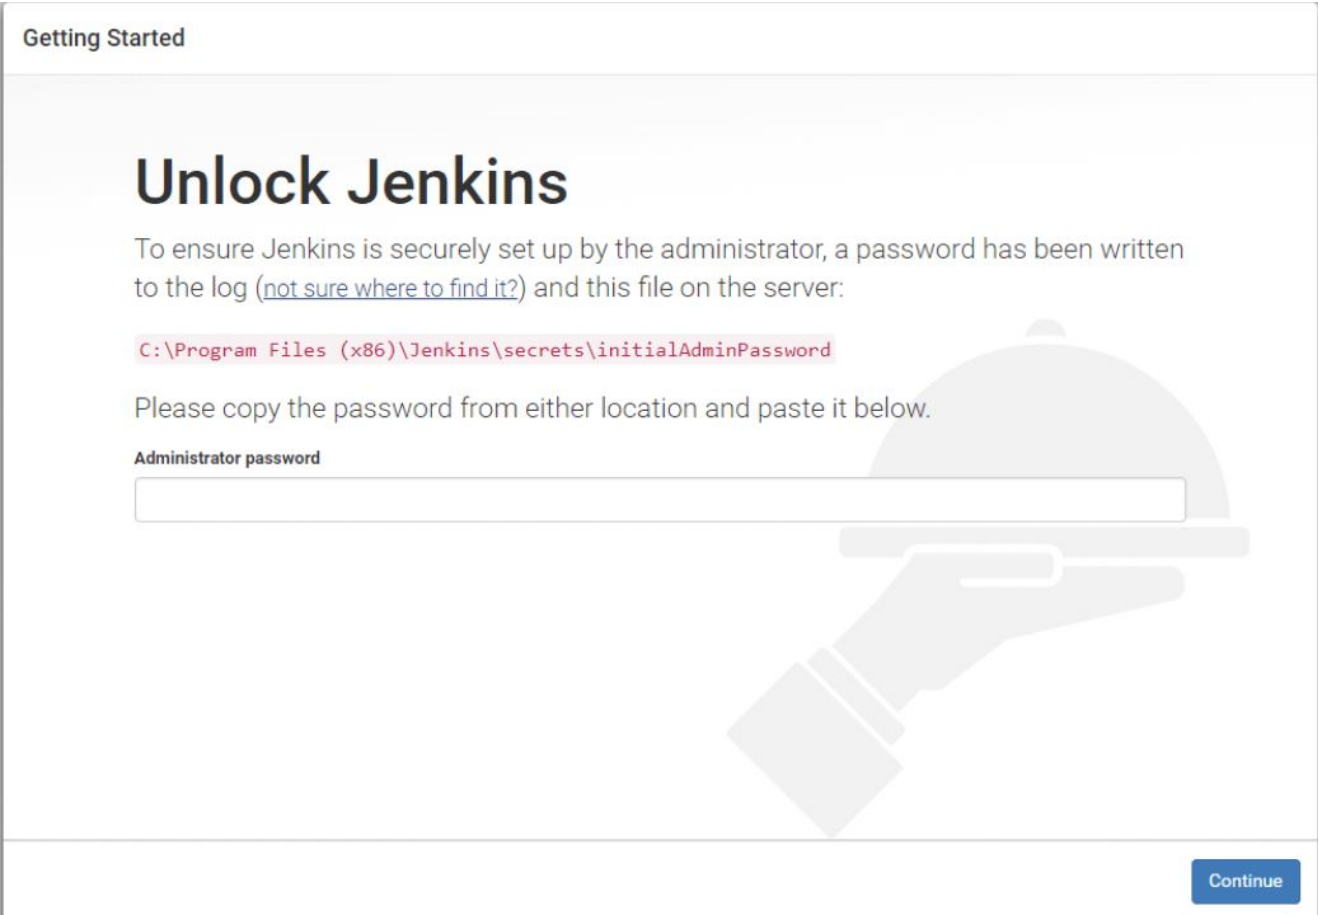 Getting Started
Unlock Jenkins
To ensure Jenkins is securely set up by the administrator, a password has been written
to the log (not sure where to find it?) and this file on the server:
C:\Program Files (x86)\Jenkins\secrets\initialAdminPassword
Please copy the password from either location and paste it below.
Administrator password
Continue